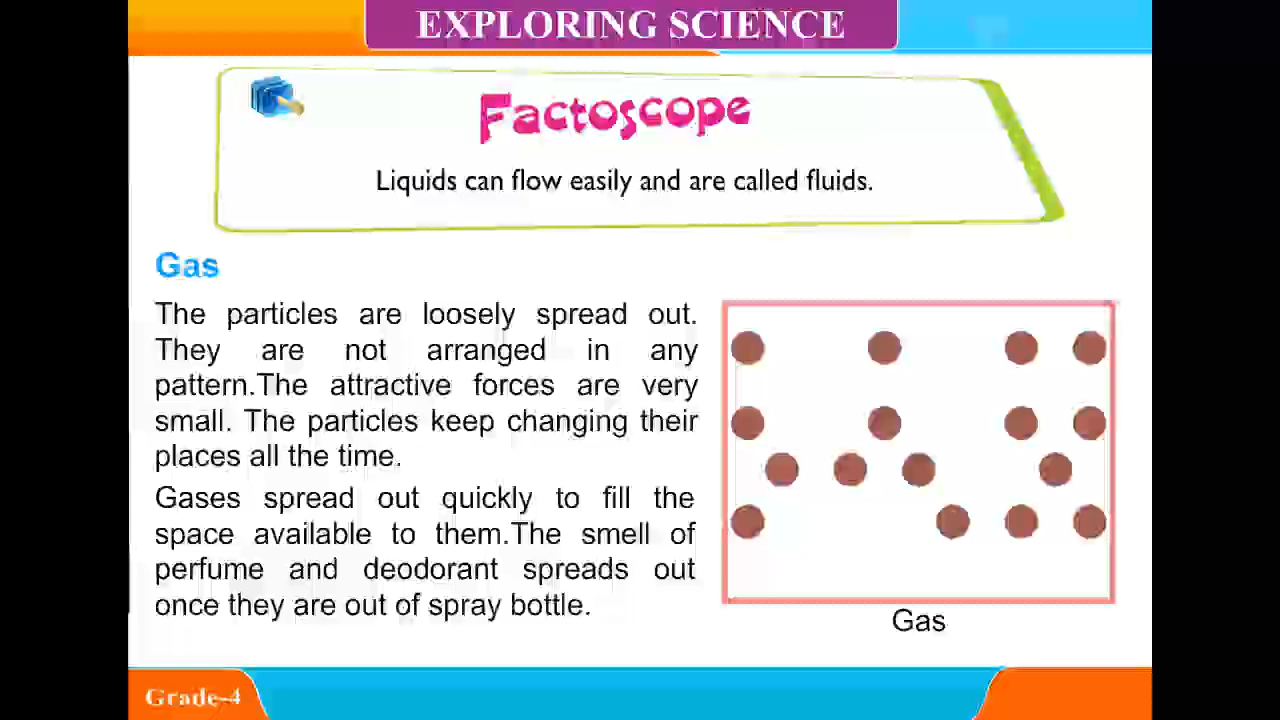 EXPLORING SCIENCE
Factoscope
Liquids can flow easily and are called fluids.
Gas
The particles are loosely spread out.
They are not arranged in any
pattern.The attractive forces are very
small. The particles keep changing their
places all the time.
Gases spread out quickly to fill the
space available to them.The smell of
perfume and deodorant spreads out
once they are out of spray bottle.
Gas
Grade-4